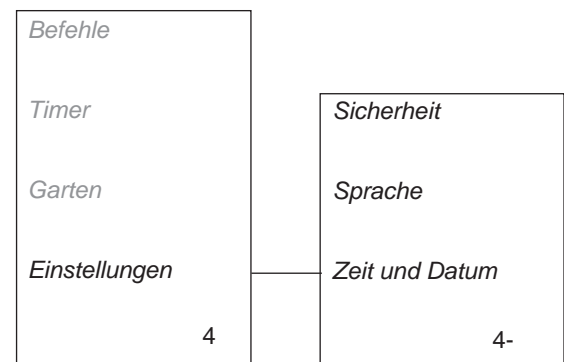 Befehle
Timer
Garten
Einstellungen
4
Sicherheit
Sprache
Zeit und Datum
4-